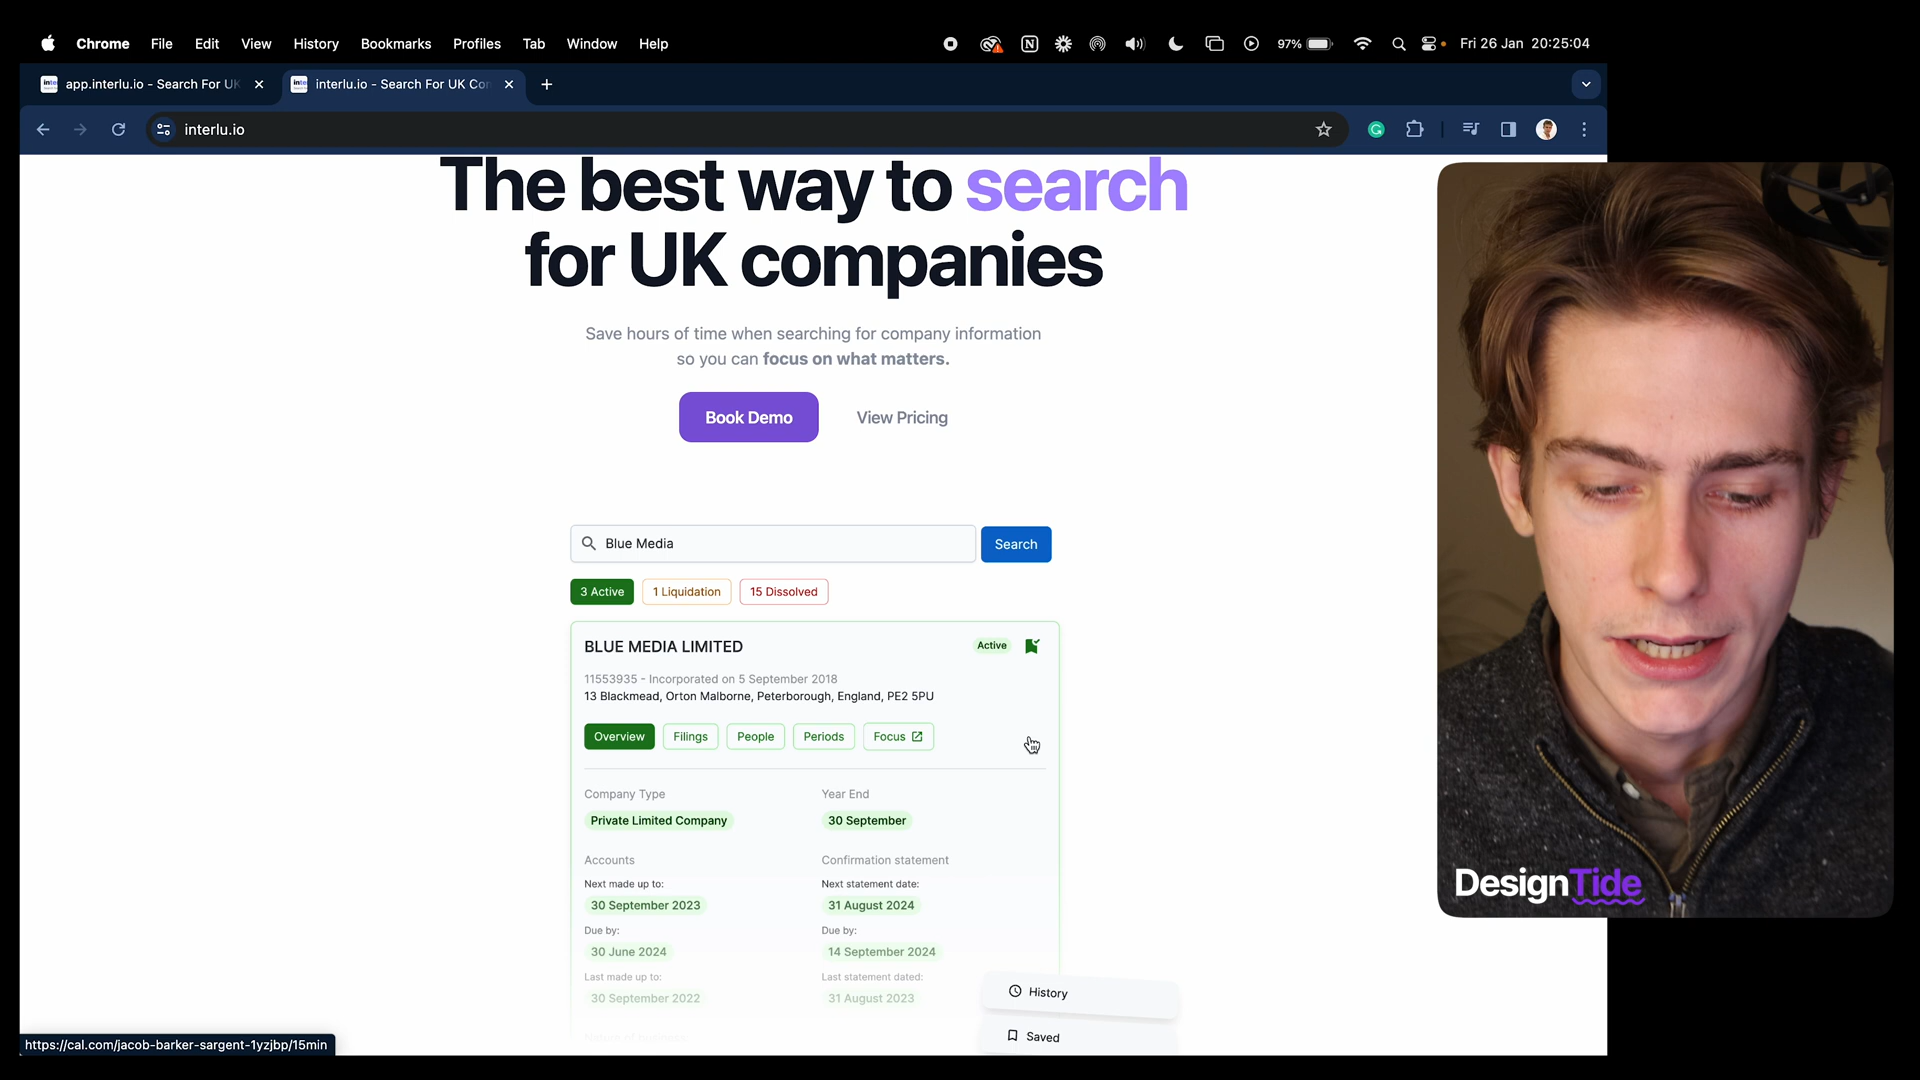 Chrome File Edit View History Bookmarks Profiles Tab Window Help 97% Fri 26 Jan 20:25:04
app.interlu.io - Search For UK interlu.io - Search For UK Con
interlu.io
The best way to search
for UK companies
Save hours of time when searching for company information
so you can focus on what matters.
Book Demo View Pricing
Blue Media Search
3 Active 1 Liquidation 15 Dissolved
BLUE MEDIA LIMITED Active
11553935 - Incorporated on 5 September 2018
13 Blackmead, Orton Malborne, Peterborough, England, PE2 5PU
Overview Filings People Periods Focus
Company Type Year End
Private Limited Company 30 September
Accounts Confirmation statement
Next made up to: Next statement date:
30 September 2023 31 August 2024
Due by: Due by:
30 June 2024 14 September 2024
Last made up to: Last statement dated:
30 September 2022 31 August 2023
Nature of business
History
Saved
https://cal.com/jacob-barker-sargent-1yzjbp/15min
DesignTide